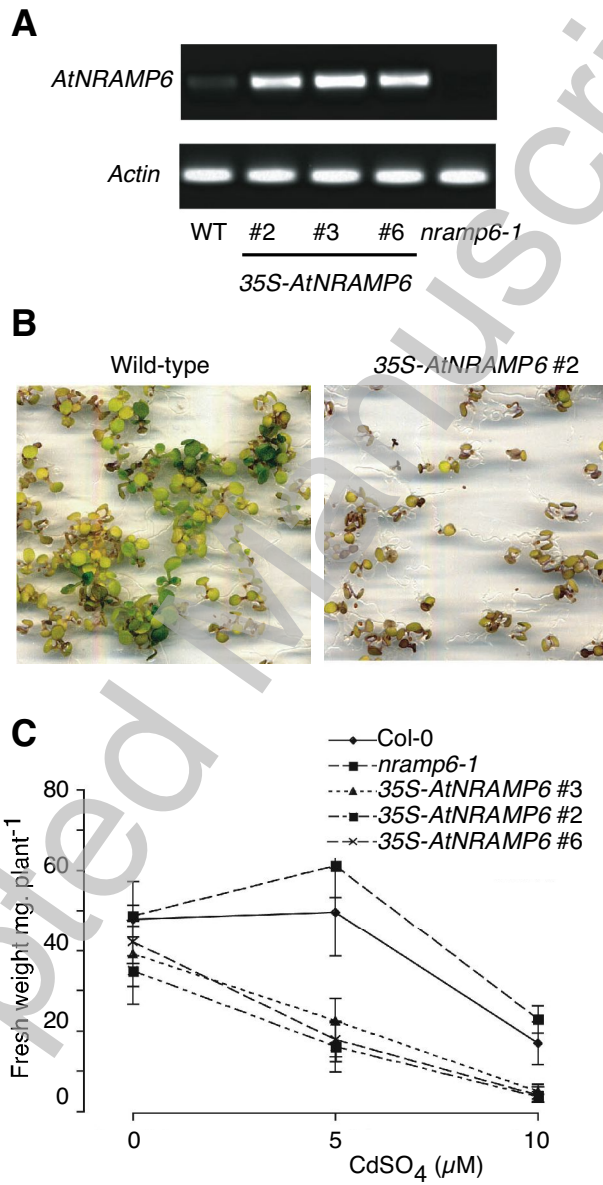 A
AtNRAMP6
Actin
WT #2 #3 #6 nramp6-1
35S-AtNRAMP6
B
Wild-type 35S-AtNRAMP6 #2
C
Col-0
nramp6-1
35S-AtNRAMP6 #3
35S-AtNRAMP6 #2
35S-AtNRAMP6 #6
80
60
40
20
0
Fresh weight mg. plant-1
0 5 10
CdSO4 (µM)
pted Manuscri